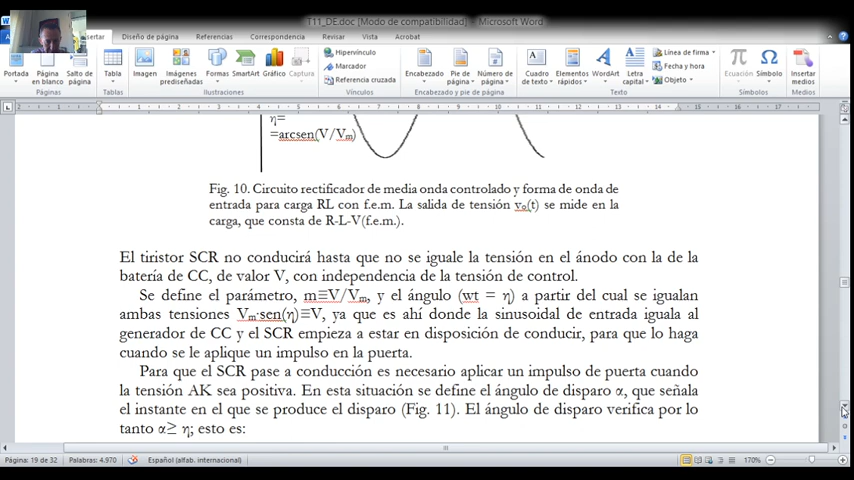 T11_DE.doc [Modo de compatibilidad] - Microsoft Word
Insertar Diseño de página Referencias Correspondencia Revisar Vista Acrobat
Portada Página en blanco Salto de página Tabla Imagen Imágenes prediseñadas Formas SmartArt Gráfico Captura Hipervínculo Marcador Referencia cruzada Encabezado Pie de página Número de página Cuadro de texto Elementos rápidos WordArt Letra capital Línea de firma Fecha y hora Objeto Ecuación Símbolo Insertar medios
Páginas Tablas Ilustraciones Vínculos Encabezado y pie de página Texto Símbolos Medios
η=
=arcsen(V/Vm)
Fig. 10. Circuito rectificador de media onda controlado y forma de onda de
entrada para carga RL con f.e.m. La salida de tensión vo(t) se mide en la
carga, que consta de R-L-V(f.e.m.).
El tiristor SCR no conducirá hasta que no se iguale la tensión en el ánodo con la de la
batería de CC, de valor V, con independencia de la tensión de control.
Se define el parámetro, m≡V/Vm, y el ángulo (wt = η) a partir del cual se igualan
ambas tensiones Vm·sen(η)≡V, ya que es ahí donde la sinusoidal de entrada iguala al
generador de CC y el SCR empieza a estar en disposición de conducir, para que lo haga
cuando se le aplique un impulso en la puerta.
Para que el SCR pase a conducción es necesario aplicar un impulso de puerta cuando
la tensión AK sea positiva. En esta situación se define el ángulo de disparo α, que señala
el instante en el que se produce el disparo (Fig. 11). El ángulo de disparo verifica por lo
tanto α≥ η; esto es:
Página: 19 de 32 Palabras: 4.970 Español (alfab. internacional) 170%